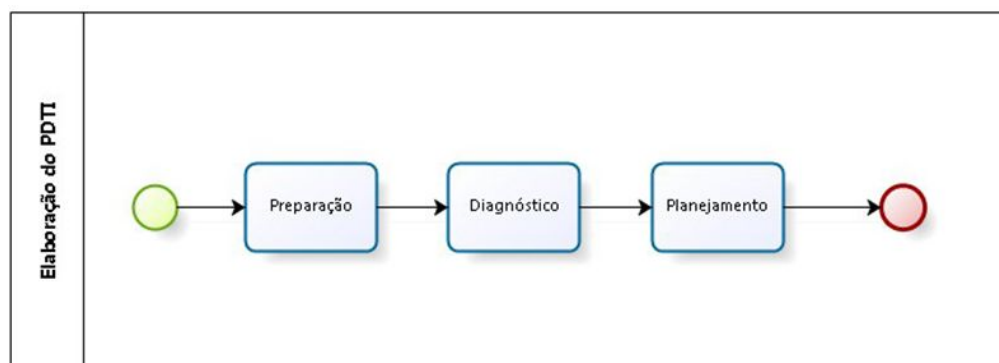 Elaboração do PDTI
Preparação
Diagnóstico
Planejamento